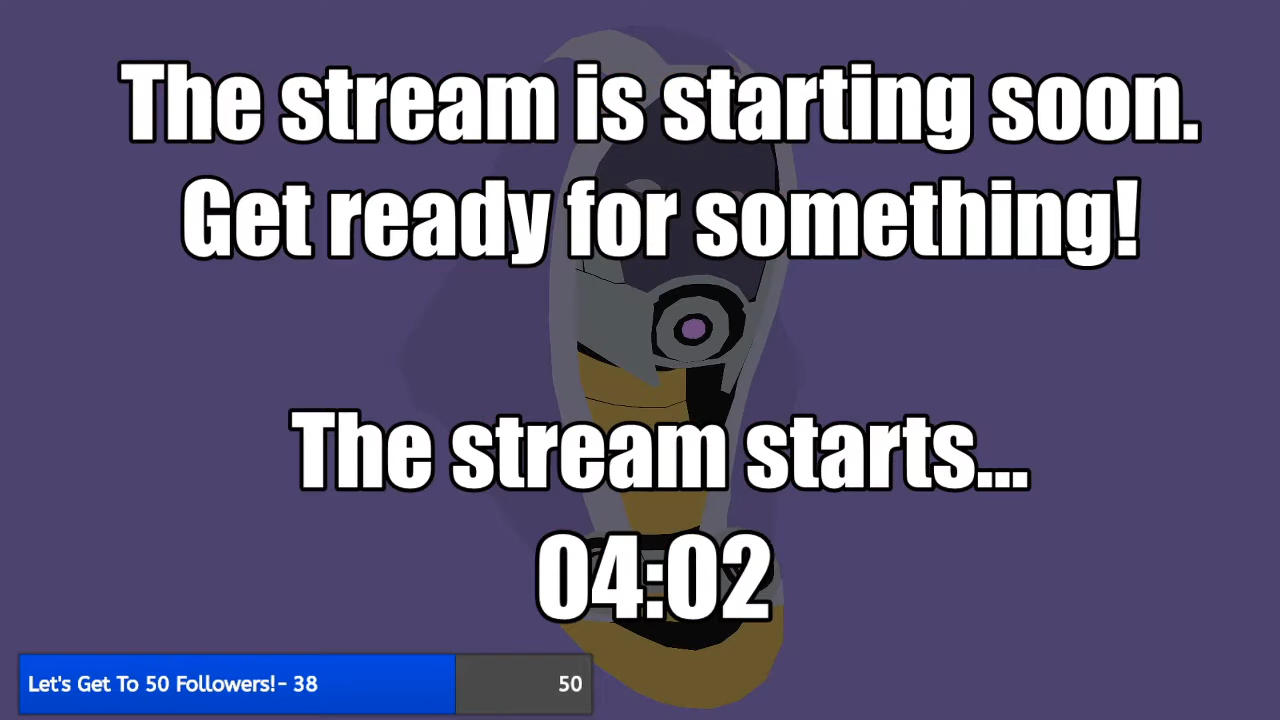 The stream is starting soon.
Get ready for something!
The stream starts...
04:02
Let's Get To 50 Followers!- 38
50